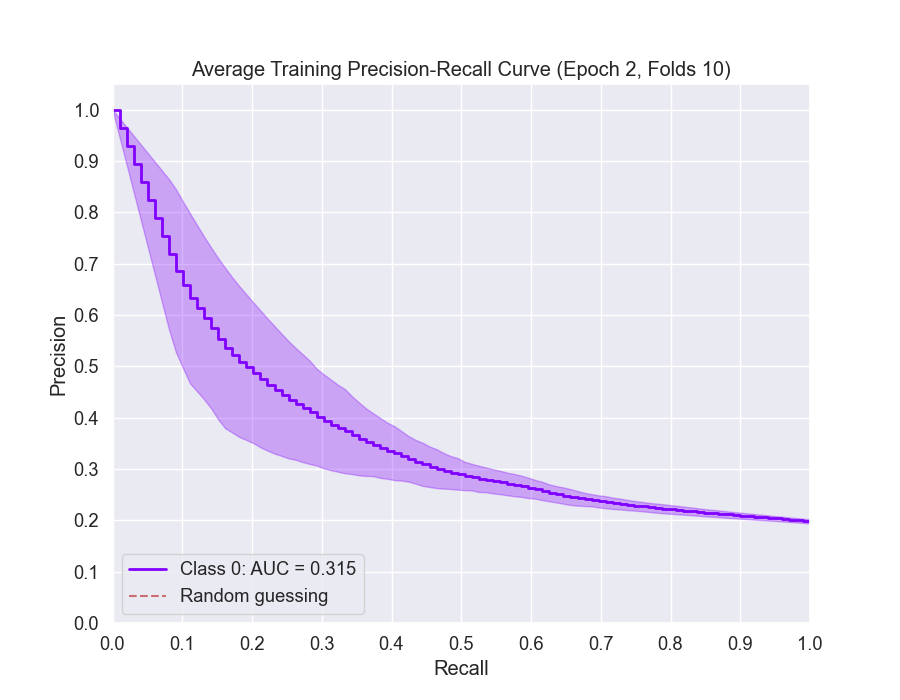 Average Training Precision-Recall Curve (Epoch 2, Folds 10)
1.0
0.9
0.8
0.7
0.6
0.5
0.4
0.3
0.2
0.1
0.0
Precision
Class 0: AUC = 0.315
Random guessing
0.0 0.1 0.2 0.3 0.4 0.5 0.6 0.7 0.8 0.9 1.0
Recall